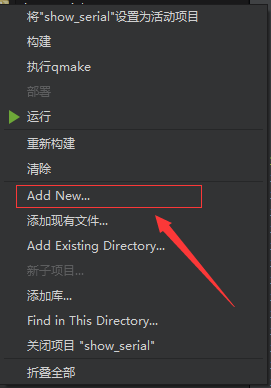 将"show_serial"设置为活动项目
构建
执行qmake
部署
运行
重新构建
清除
Add New...
添加现有文件...
Add Existing Directory...
新子项目...
添加库...
Find in This Directory...
关闭项目 "show_serial"
折叠全部